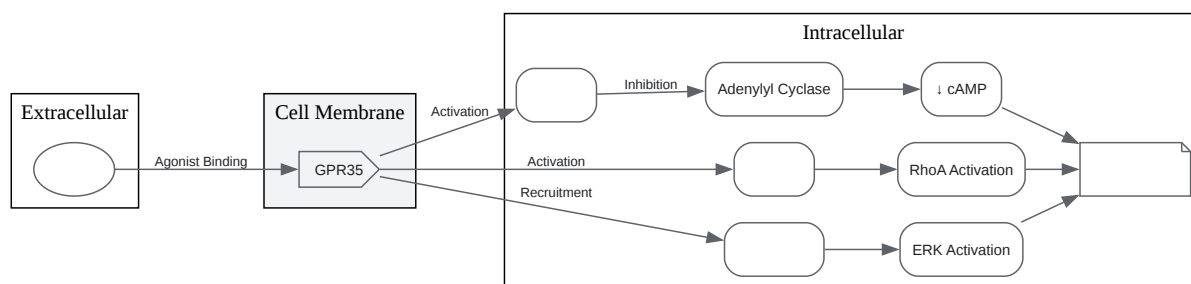 Intracellular
Extracellular
Cell Membrane
Agonist Binding
GPR35
Activation
Activation
Recruitment
Inhibition
Adenylyl Cyclase
↓ cAMP
RhoA Activation
ERK Activation